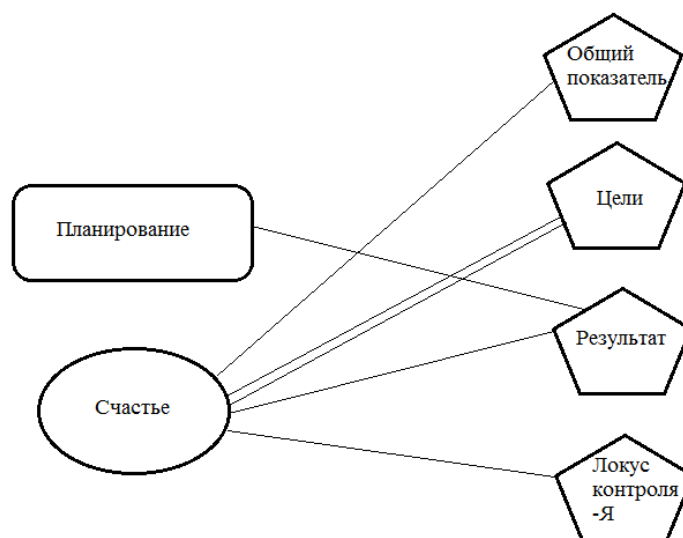 Общий
показатель
Цели
Планирование
Результат
Счастье
Локус
контроля
-Я